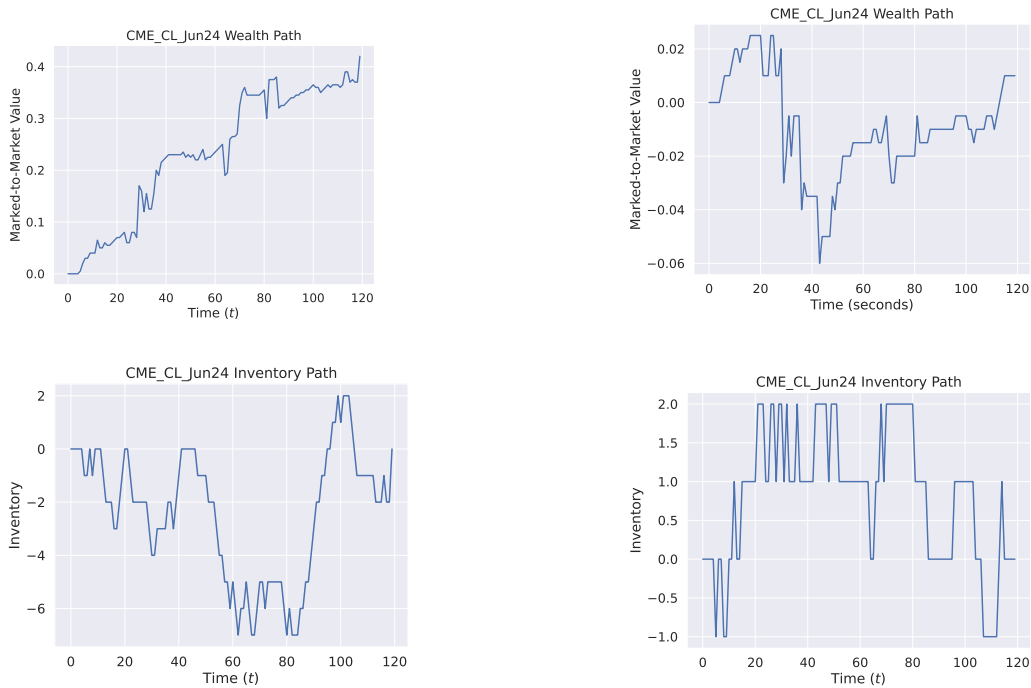 CME_CL_Jun24 Wealth Path
Marked-to-Market Value
0.4
0.3
0.2
0.1
0.0
0 20 40 60 80 100 120
Time (t)
CME_CL_Jun24 Wealth Path
Marked-to-Market Value
0.02
0.00
−0.02
−0.04
−0.06
0 20 40 60 80 100 120
Time (seconds)
CME_CL_Jun24 Inventory Path
Inventory
2
0
−2
−4
−6
0 20 40 60 80 100 120
Time (t)
CME_CL_Jun24 Inventory Path
Inventory
2.0
1.5
1.0
0.5
0.0
−0.5
−1.0
0 20 40 60 80 100 120
Time (t)